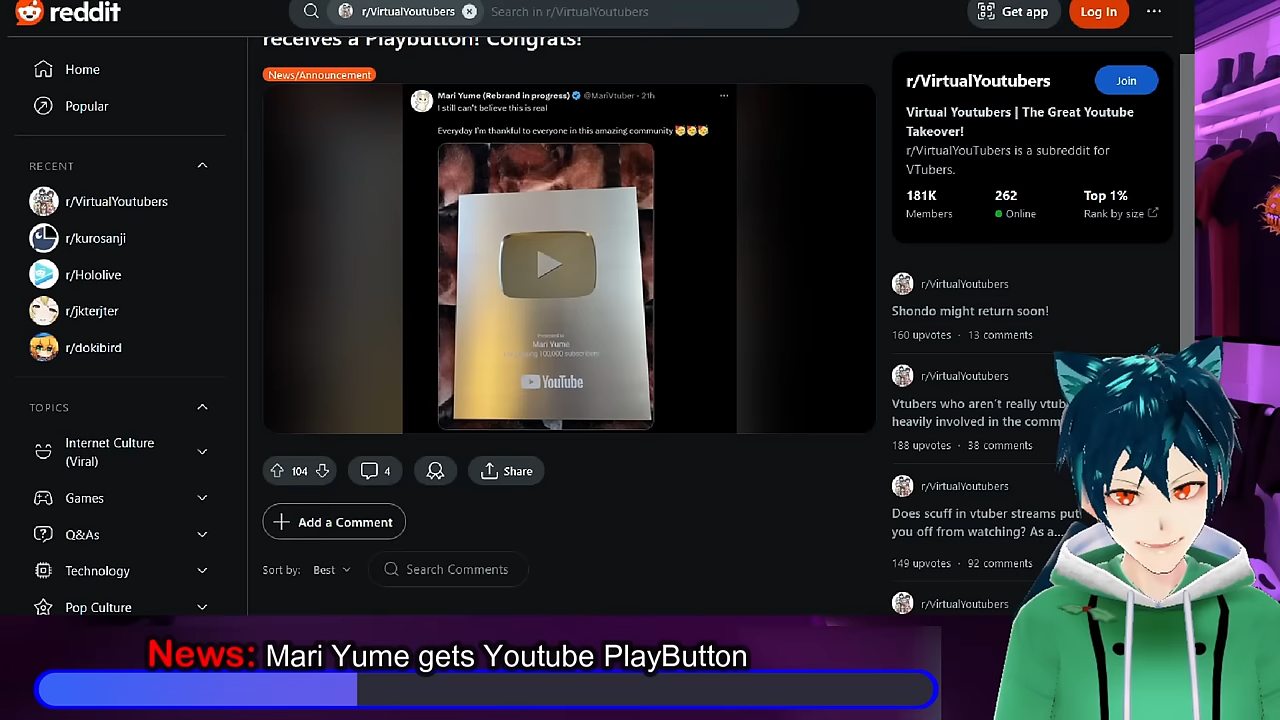 reddit
r/VirtualYoutubers
Search in r/VirtualYoutubers
Get app
Log In
Home
Popular
RECENT
r/VirtualYoutubers
r/kurosanji
r/Hololive
r/jkterjter
r/dokibird
TOPICS
Internet Culture
(Viral)
Games
Q&As
Technology
Pop Culture
receives a Playbutton! Congrats!
News/Announcement
Mari Yume (Rebrand in progress) @MariVtuber · 21h
I still can't believe this is real
Everyday I'm thankful to everyone in this amazing community 🥰🥰🥰
Presented to
Mari Yume
100,000 subscribers
YouTube
104
4
Share
Add a Comment
Sort by: Best
Search Comments
r/VirtualYoutubers
Join
Virtual Youtubers | The Great Youtube
Takeover!
r/VirtualYouTubers is a subreddit for
VTubers.
181K
262
Top 1%
Members
Online
Rank by size
r/VirtualYoutubers
Shondo might return soon!
160 upvotes · 13 comments
r/VirtualYoutubers
Vtubers who aren't really vtub
heavily involved in the comm
188 upvotes · 38 comments
r/VirtualYoutubers
Does scuff in vtuber streams put
you off from watching? As a...
149 upvotes · 92 comments
r/VirtualYoutubers
News: Mari Yume gets Youtube PlayButton